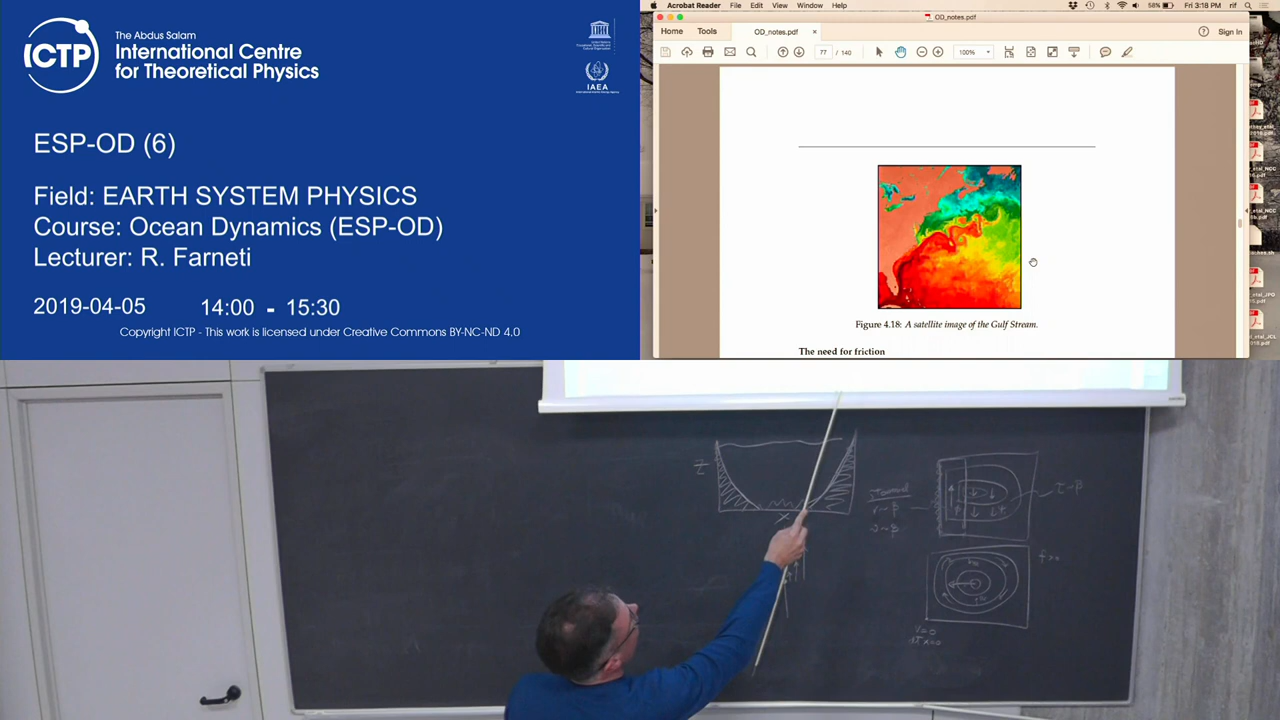 The Abdus Salam
International Centre
for Theoretical Physics
ICTP
IAEA
ESP-OD (6)
Field: EARTH SYSTEM PHYSICS
Course: Ocean Dynamics (ESP-OD)
Lecturer: R. Farneti
2019-04-05 14:00 - 15:30
Copyright ICTP - This work is licensed under Creative Commons BY-NC-ND 4.0
Acrobat Reader File Edit View Window Help 58% Fri 3:18 PM rif
OD_notes.pdf
Home Tools OD_notes.pdf × ? Sign In
77 / 140 100%
Figure 4.18: A satellite image of the Gulf Stream.
The need for friction
z
x